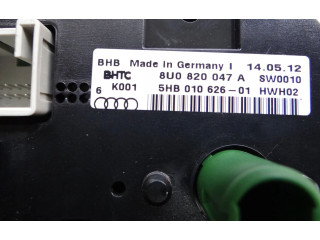 BHB Made in Germany I 14.05.12
BHTC 8U0 820 047 A SW0010
6 K001 5HB 010 626-01 HWH02